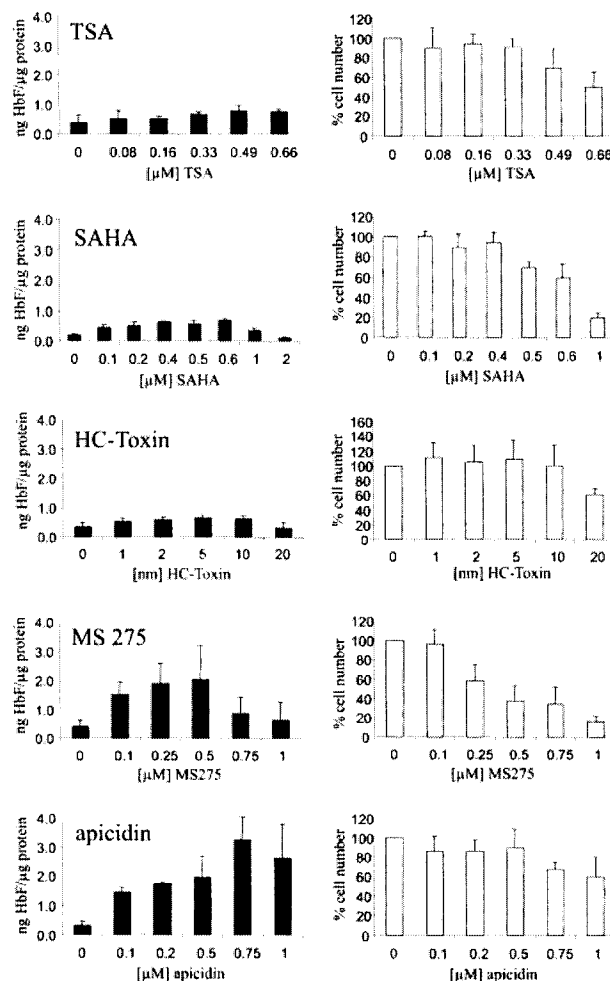 TSA
ng HbF/µg protein
4.0
3.0
2.0
1.0
0.0
0 0.08 0.16 0.33 0.49 0.66
[µM] TSA
% cell number
120
100
80
60
40
20
0
0 0.08 0.16 0.33 0.49 0.66
[µM] TSA
SAHA
ng HbF/µg protein
4.0
3.0
2.0
1.0
0.0
0 0.1 0.2 0.4 0.5 0.6 1 2
[µM] SAHA
% cell number
120
100
80
60
40
20
0
0 0.1 0.2 0.4 0.5 0.6 1
[µM] SAHA
HC-Toxin
ng HbF/µg protein
4.0
3.0
2.0
1.0
0.0
0 1 2 5 10 20
[nm] HC-Toxin
% cell number
160
140
120
100
80
60
40
20
0
0 1 2 5 10 20
[nm] HC-Toxin
MS 275
ng HbF/µg protein
4.0
3.0
2.0
1.0
0.0
0 0.1 0.25 0.5 0.75 1
[µM] MS275
% cell number
120
100
80
60
40
20
0
0 0.1 0.25 0.5 0.75 1
[µM] MS275
apicidin
ng HbF/µg protein
4.0
3.0
2.0
1.0
0.0
0 0.1 0.2 0.5 0.75 1
[µM] apicidin
% cell number
120
100
80
60
40
20
0
0 0.1 0.2 0.5 0.75 1
[µM] apicidin